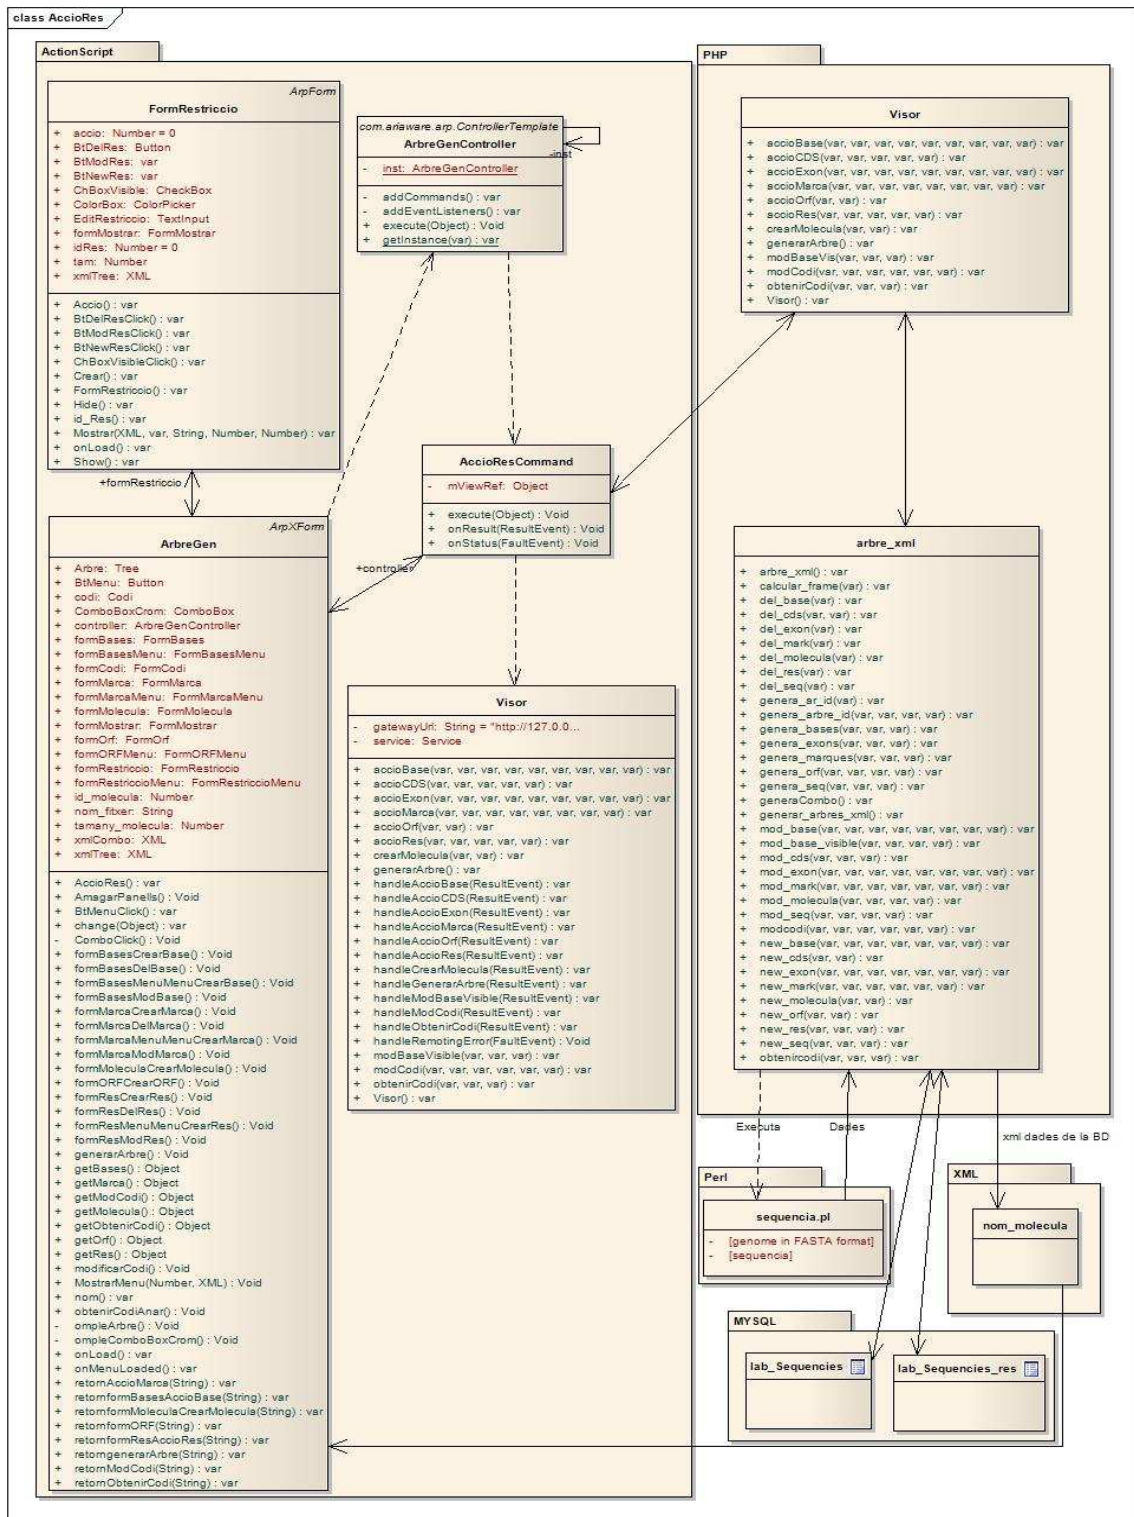 class AccioRes
ActionScript
ArpForm
FormRestriccio
+ accio: Number = 0
+ BtDelRes: Button
+ BtModRes: var
+ BtNewRes: var
+ ChBoxVisible: CheckBox
+ ColorBox: ColorPicker
+ EditRestriccio: TextInput
+ formMostrar: FormMostrar
+ idRes: Number = 0
+ tam: Number
+ xmlTree: XML
+ Accio() : var
+ BtDelResClick() : var
+ BtModResClick() : var
+ BtNewResClick() : var
+ ChBoxVisibleClick() : var
+ Crear() : var
+ FormRestriccio() : var
+ Hide() : var
+ id_Res() : var
+ Mostrar(XML, var, String, Number, Number) : var
+ onLoad() : var
+ Show() : var
+formRestriccio
ArpXForm
ArbreGen
+ Arbre: Tree
+ BtMenu: Button
+ codi: Codi
+ ComboBoxCrom: ComboBox
+ controller: ArbreGenController
+ formBases: FormBases
+ formBasesMenu: FormBasesMenu
+ formCodi: FormCodi
+ formMarca: FormMarca
+ formMarcaMenu: FormMarcaMenu
+ formMolecula: FormMolecula
+ formMostrar: FormMostrar
+ formOrf: FormOrf
+ formORFMenu: FormORFMenu
+ formRestriccio: FormRestriccio
+ formRestriccioMenu: FormRestriccioMenu
+ id_molecula: Number
+ nom_fitxer: String
+ tamany_molecula: Number
+ xmlCombo: XML
+ xmlTree: XML
+ AccioRes() : var
+ AmagarPanells() : Void
+ BtMenuClick() : var
+ change(Object) : var
- ComboClick() : Void
+ formBasesCrearBase() : Void
+ formBasesDelBase() : Void
+ formBasesMenuMenuCrearBase() : Void
+ formBasesModBase() : Void
+ formMarcaCrearMarca() : Void
+ formMarcaDelMarca() : Void
+ formMarcaMenuMenuCrearMarca() : Void
+ formMarcaModMarca() : Void
+ formMoleculaCrearMolecula() : Void
+ formORFCrearORF() : Void
+ formResCrearRes() : Void
+ formResDelRes() : Void
+ formResMenuMenuCrearRes() : Void
+ formResModRes() : Void
+ generarArbre() : Void
+ getBases() : Object
+ getMarca() : Object
+ getModCodi() : Object
+ getMolecula() : Object
+ getObtenirCodi() : Object
+ getOrf() : Object
+ getRes() : Object
+ modificarCodi() : Void
+ MostrarMenu(Number, XML) : Void
+ nom() : var
+ obtenirCodiAnar() : Void
- ompleArbre() : Void
- ompleComboBoxCrom() : Void
+ onLoad() : var
+ onMenuLoaded() : var
+ retornAccioMarca(String) : var
+ retornformBasesAccioBase(String) : var
+ retornformMoleculaCrearMolecula(String) : var
+ retornformORF(String) : var
+ retornformResAccioRes(String) : var
+ retorngenerarArbre(String) : var
+ retornModCodi(String) : var
+ retornObtenirCodi(String) : var
com.ariaware.arp.ControllerTemplate
ArbreGenController
-inst
- inst: ArbreGenController
- addCommands() : var
- addEventListeners() : var
+ execute(Object) : Void
+ getInstance(var) : var
AccioResCommand
- mViewRef: Object
+ execute(Object) : Void
+ onResult(ResultEvent) : Void
+ onStatus(FaultEvent) : Void
+controller
Visor
- gatewayUrl: String = "http://127.0.0...
- service: Service
+ accioBase(var, var, var, var, var, var, var, var, var) : var
+ accioCDS(var, var, var, var, var) : var
+ accioExon(var, var, var, var, var, var, var, var, var) : var
+ accioMarca(var, var, var, var, var, var, var, var) : var
+ accioOrf(var, var) : var
+ accioRes(var, var, var, var, var) : var
+ crearMolecula(var, var) : var
+ generarArbre() : var
+ handleAccioBase(ResultEvent) : var
+ handleAccioCDS(ResultEvent) : var
+ handleAccioExon(ResultEvent) : var
+ handleAccioMarca(ResultEvent) : var
+ handleAccioOrf(ResultEvent) : var
+ handleAccioRes(ResultEvent) : var
+ handleCrearMolecula(ResultEvent) : var
+ handleGenerarArbre(ResultEvent) : var
+ handleModBaseVisible(ResultEvent) : var
+ handleModCodi(ResultEvent) : var
+ handleObtenirCodi(ResultEvent) : var
+ handleRemotingError(FaultEvent) : Void
+ modBaseVisible(var, var, var) : var
+ modCodi(var, var, var, var, var, var) : var
+ obtenirCodi(var, var, var) : var
+ Visor() : var
PHP
Visor
+ accioBase(var, var, var, var, var, var, var, var, var) : var
+ accioCDS(var, var, var, var, var) : var
+ accioExon(var, var, var, var, var, var, var, var, var) : var
+ accioMarca(var, var, var, var, var, var, var, var) : var
+ accioOrf(var, var) : var
+ accioRes(var, var, var, var, var) : var
+ crearMolecula(var, var) : var
+ generarArbre() : var
+ modBaseVis(var, var, var) : var
+ modCodi(var, var, var, var, var, var) : var
+ obtenirCodi(var, var, var) : var
+ Visor() : var
arbre_xml
+ arbre_xml() : var
+ calcular_frame(var) : var
+ del_base(var) : var
+ del_cds(var, var) : var
+ del_exon(var) : var
+ del_mark(var) : var
+ del_molecula(var) : var
+ del_res(var) : var
+ del_seq(var) : var
+ genera_ar_id(var) : var
+ genera_arbre_id(var, var, var, var) : var
+ genera_bases(var, var, var) : var
+ genera_exons(var, var) : var
+ genera_marques(var, var, var) : var
+ genera_orf(var, var, var, var, var) : var
+ genera_seq(var, var, var) : var
+ generaCombo() : var
+ generar_arbres_xml() : var
+ mod_base(var, var, var, var, var, var, var, var) : var
+ mod_base_visible(var, var, var, var) : var
+ mod_cds(var, var, var) : var
+ mod_exon(var, var, var, var, var, var, var, var) : var
+ mod_mark(var, var, var, var, var, var, var) : var
+ mod_molecula(var, var, var, var) : var
+ mod_seq(var, var, var, var, var) : var
+ modcodi(var, var, var, var, var, var) : var
+ new_base(var, var, var, var, var, var, var) : var
+ new_cds(var, var) : var
+ new_exon(var, var, var, var, var, var, var) : var
+ new_mark(var, var, var, var, var, var) : var
+ new_molecula(var, var) : var
+ new_orf(var, var) : var
+ new_res(var, var, var) : var
+ new_seq(var, var, var, var) : var
+ obtenircodi(var, var, var) : var
Executa
Dades
xml dades de la BD
Perl
sequencia.pl
- [genome in FASTA format]
- [sequencia]
XML
nom_molecula
MYSQL
lab_Sequencies
lab_Sequencies_res